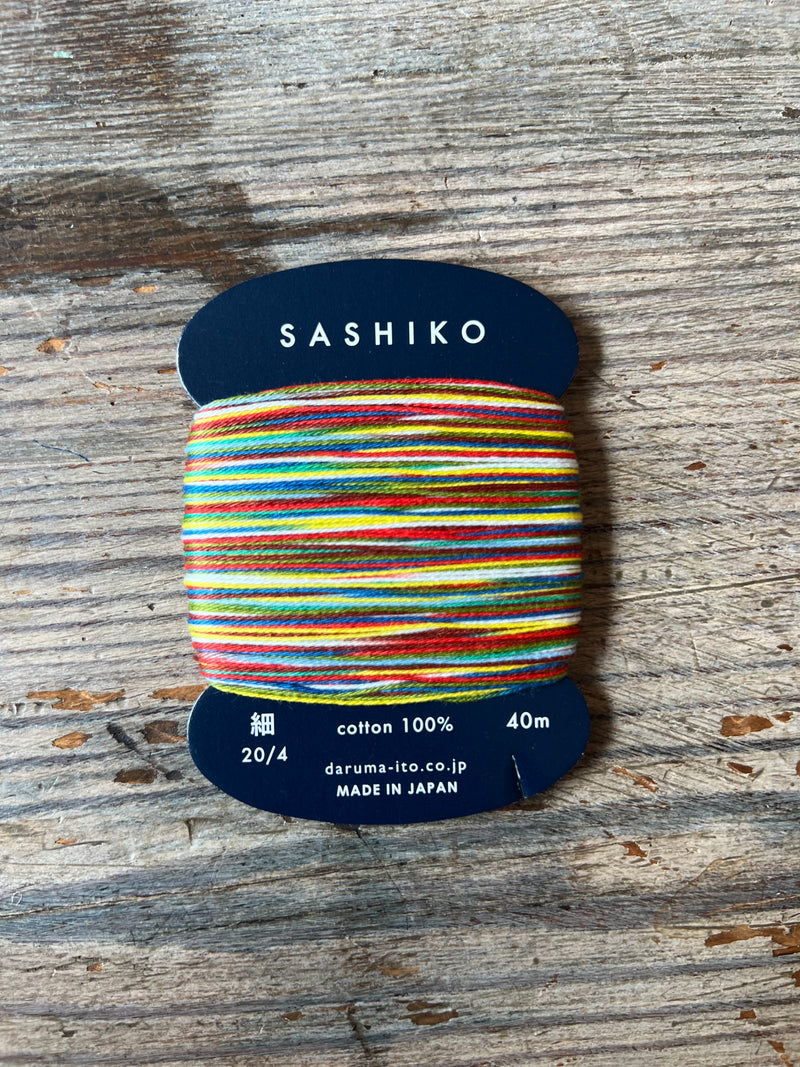 SASHIKO
細 cotton 100% 40m
20/4
daruma-ito.co.jp
MADE IN JAPAN